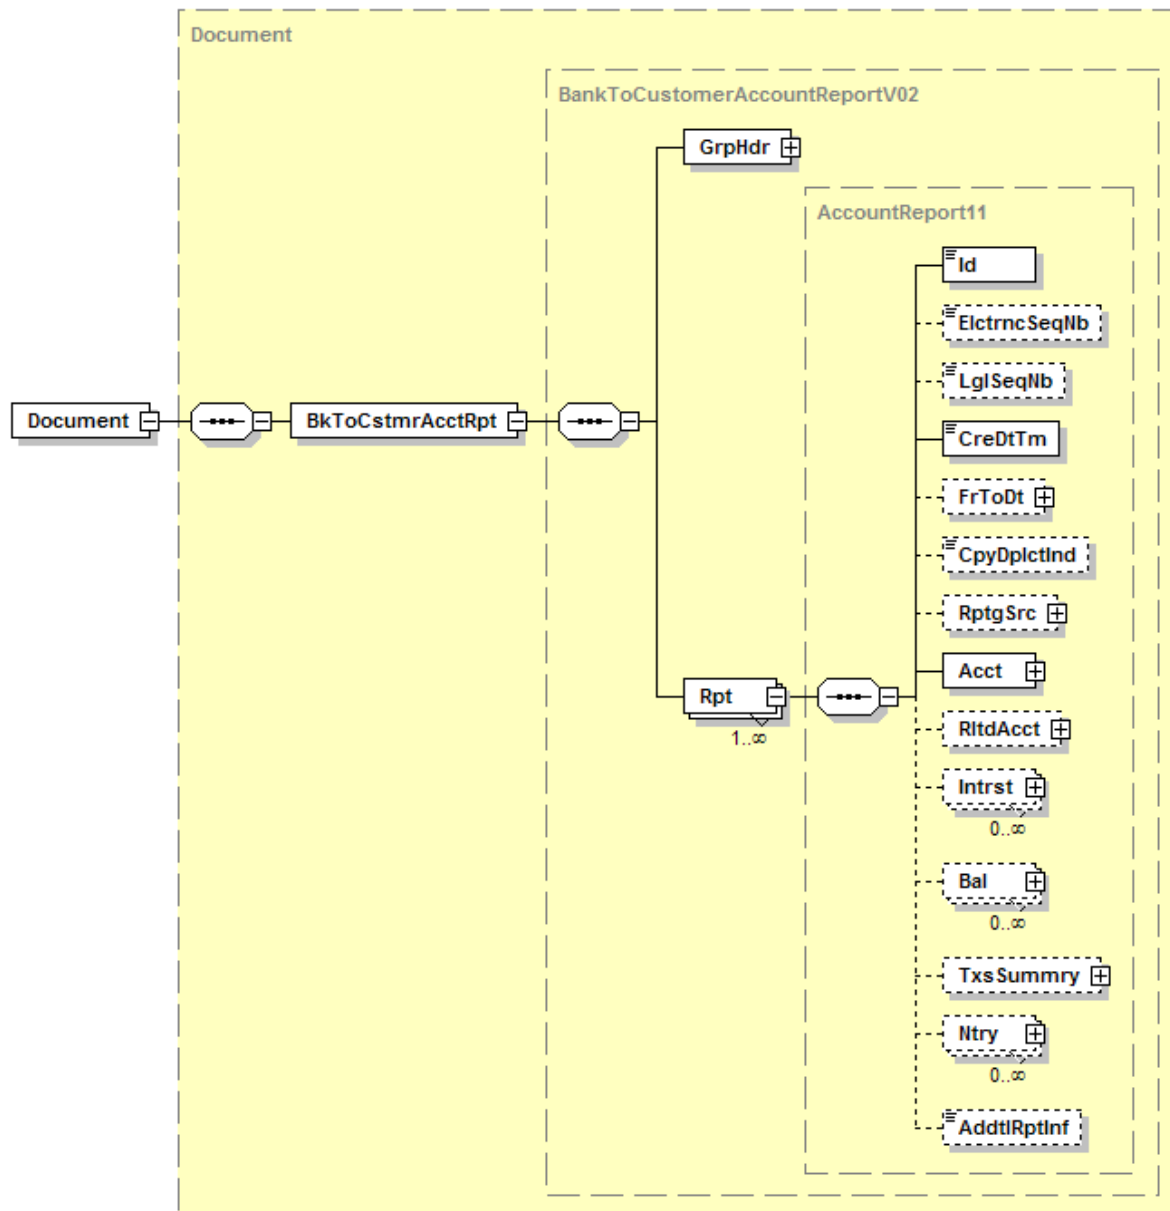 Document
BankToCustomerAccountReportV02
GrpHdr
AccountReport11
Id
ElctrncSeqNb
LglSeqNb
Document
BkToCstmrAcctRpt
CreDtTm
FrToDt
CpyDplctInd
RptgSrc
Rpt
1..∞
Acct
RltdAcct
Intrst
0..∞
Bal
0..∞
TxsSummry
Ntry
0..∞
AddtlRptInf